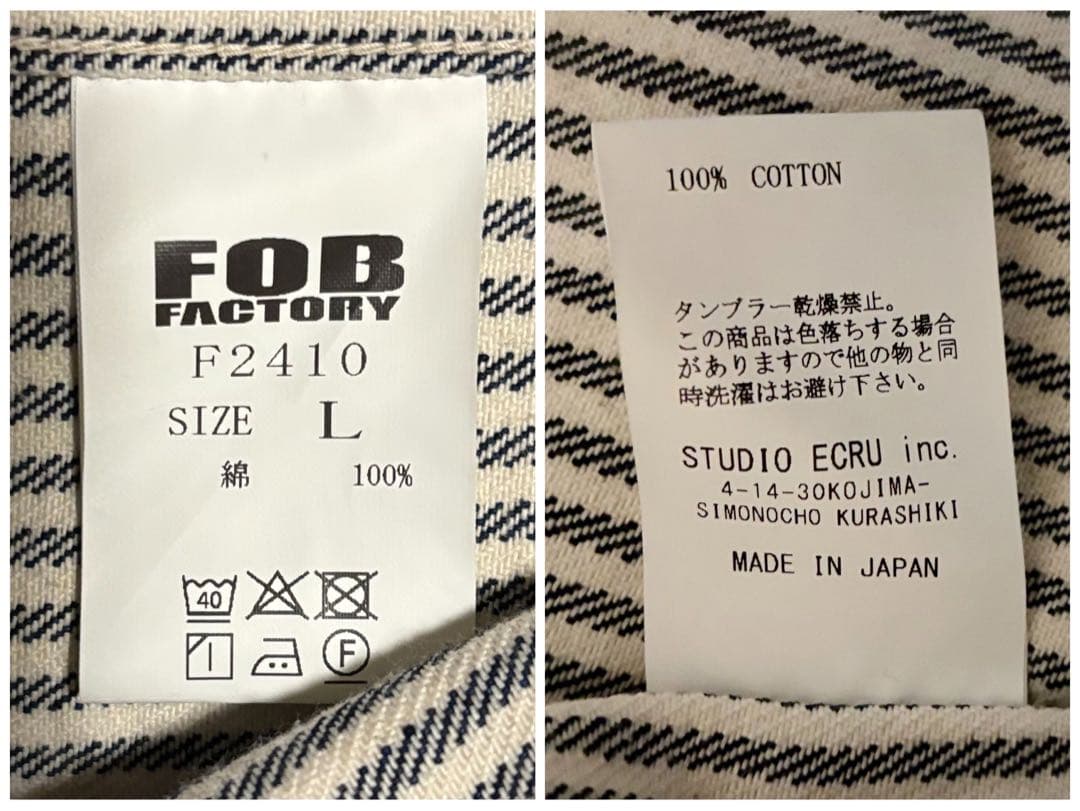 FOB
FACTORY
F2410
SIZE L
綿 100%
40
F
100% COTTON
タンブラー乾燥禁止。
この商品は色落ちする場合
がありますので他の物と同
時洗濯はお避け下さい。
STUDIO ECRU inc.
4-14-30KOJIMA-
SIMONOCHO KURASHIKI
MADE IN JAPAN